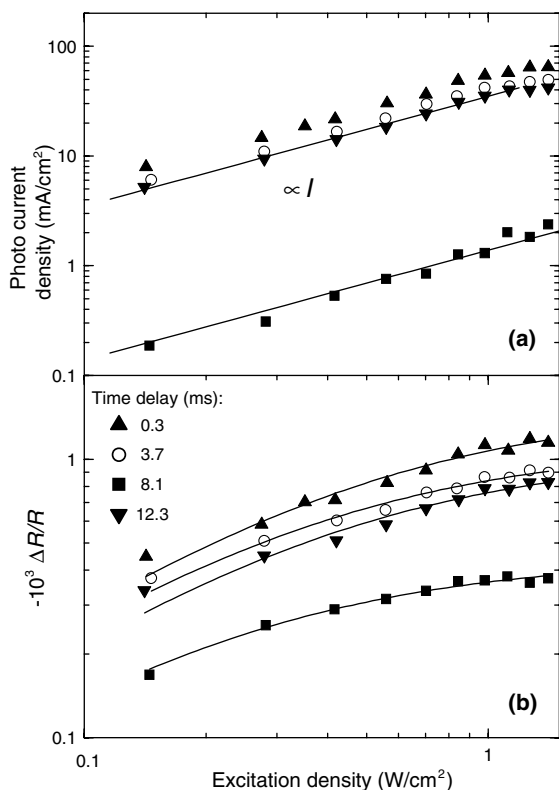 100
10
1
0.1
Photo current
density (mA/cm²)
∝ I
(a)
Time delay (ms):
0.3
3.7
8.1
12.3
1
0.1
-10³ ΔR/R
(b)
0.1
1
Excitation density (W/cm²)